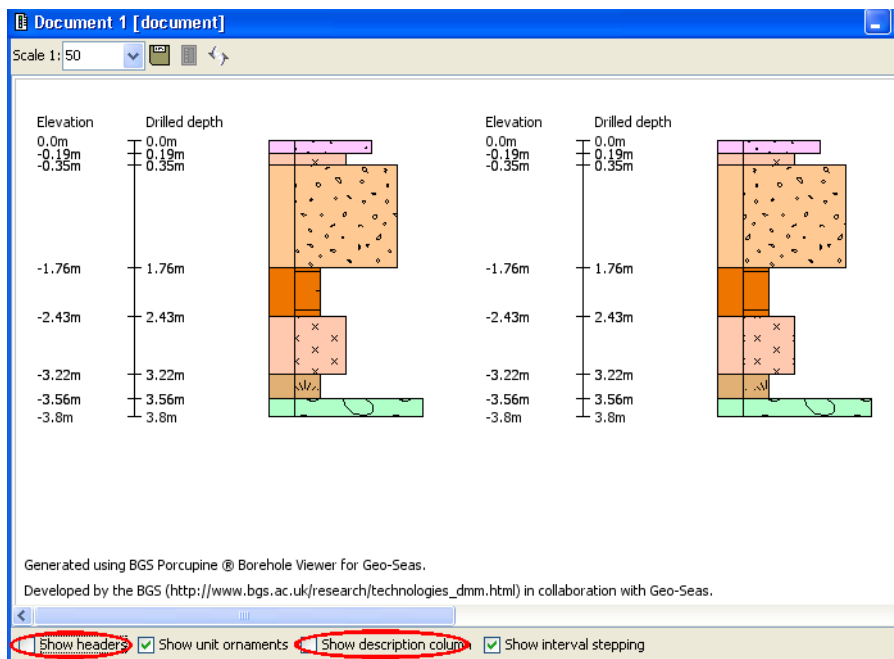 Document 1 [document]
Scale 1: 50
Elevation Drilled depth Elevation Drilled depth
0.0m 0.0m 0.0m 0.0m
-0.19m 0.19m -0.19m 0.19m
-0.35m 0.35m -0.35m 0.35m
-1.76m 1.76m -1.76m 1.76m
-2.43m 2.43m -2.43m 2.43m
-3.22m 3.22m -3.22m 3.22m
-3.56m 3.56m -3.56m 3.56m
-3.8m 3.8m -3.8m 3.8m
Generated using BGS Porcupine ® Borehole Viewer for Geo-Seas.
Developed by the BGS (http://www.bgs.ac.uk/research/technologies_dmm.html) in collaboration with Geo-Seas.
Show headers Show unit ornaments Show description column Show interval stepping